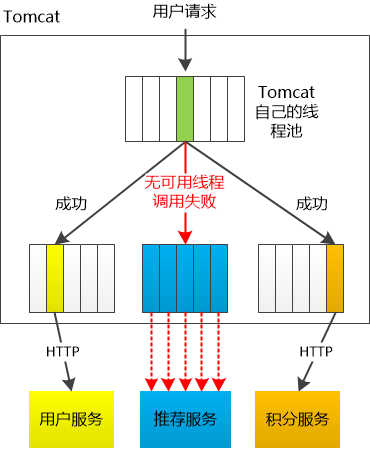 用户请求
Tomcat
Tomcat
自己的线
程池
无可用线程
调用失败
成功
成功
HTTP
HTTP
用户服务
推荐服务
积分服务